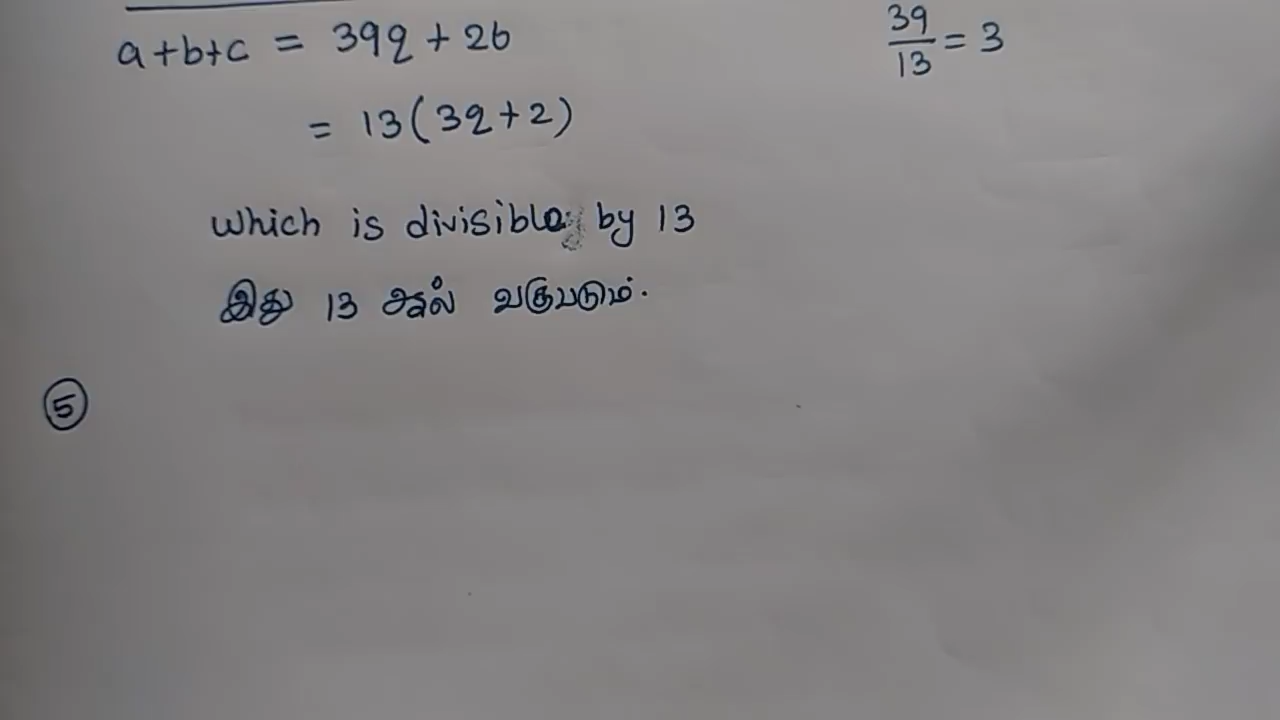 a+b+c = 39q + 26
39/13 = 3
= 13(3q+2)
which is divisible by 13
இது 13 ஆல் வகுபடும்.
5